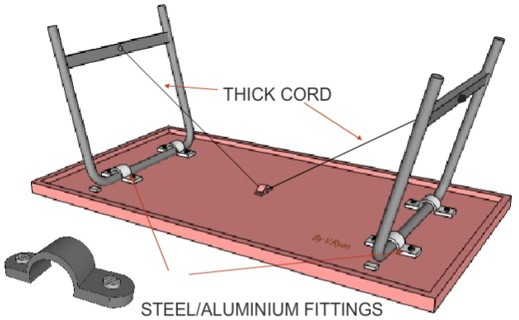 THICK CORD
By V.Ryan
STEEL/ALUMINIUM FITTINGS